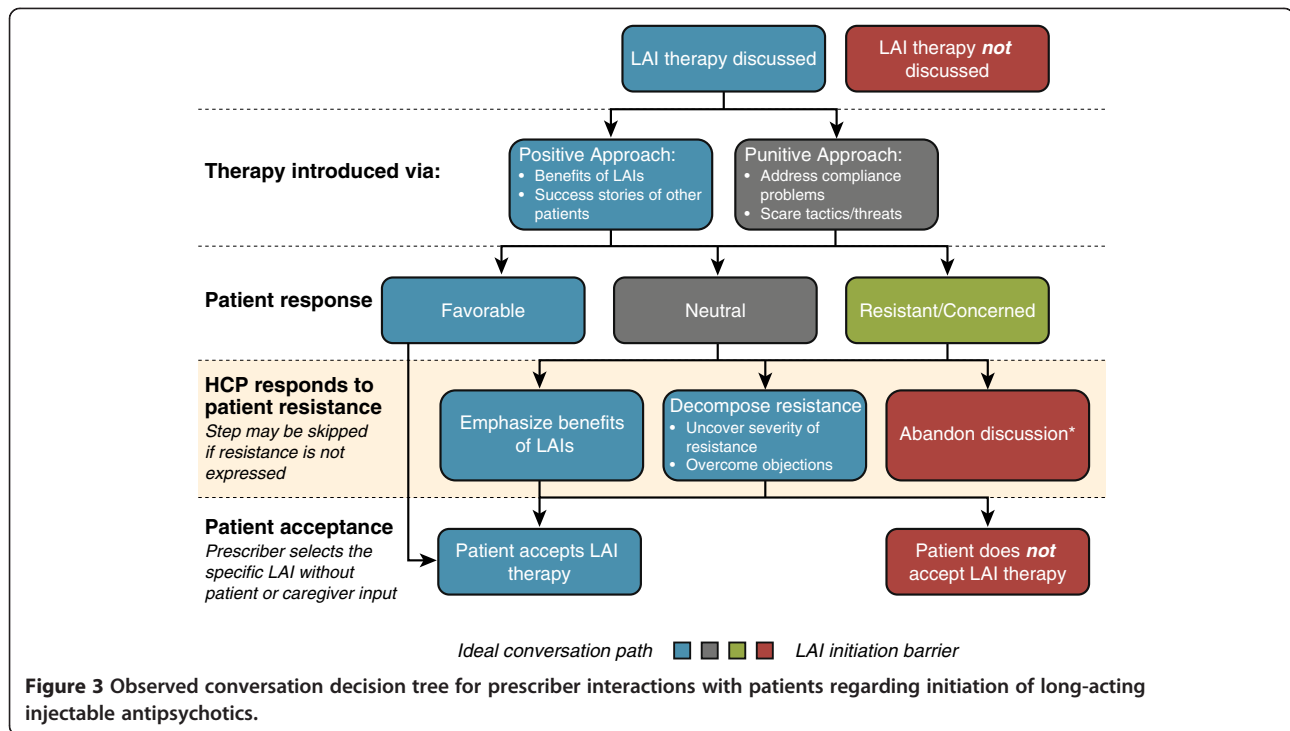 LAI therapy discussed
LAI therapy not
discussed
Therapy introduced via:
Positive Approach:
• Benefits of LAIs
• Success stories of other
patients
Punitive Approach:
• Address compliance
problems
• Scare tactics/threats
Patient response
Favorable
Neutral
Resistant/Concerned
HCP responds to
patient resistance
Step may be skipped
if resistance is not
expressed
Emphasize benefits
of LAIs
Decompose resistance
• Uncover severity of
resistance
• Overcome objections
Abandon discussion*
Patient acceptance
Prescriber selects the
specific LAI without
patient or caregiver input
Patient accepts LAI
therapy
Patient does not
accept LAI therapy
Ideal conversation path
LAI initiation barrier
Figure 3 Observed conversation decision tree for prescriber interactions with patients regarding initiation of long-acting
injectable antipsychotics.